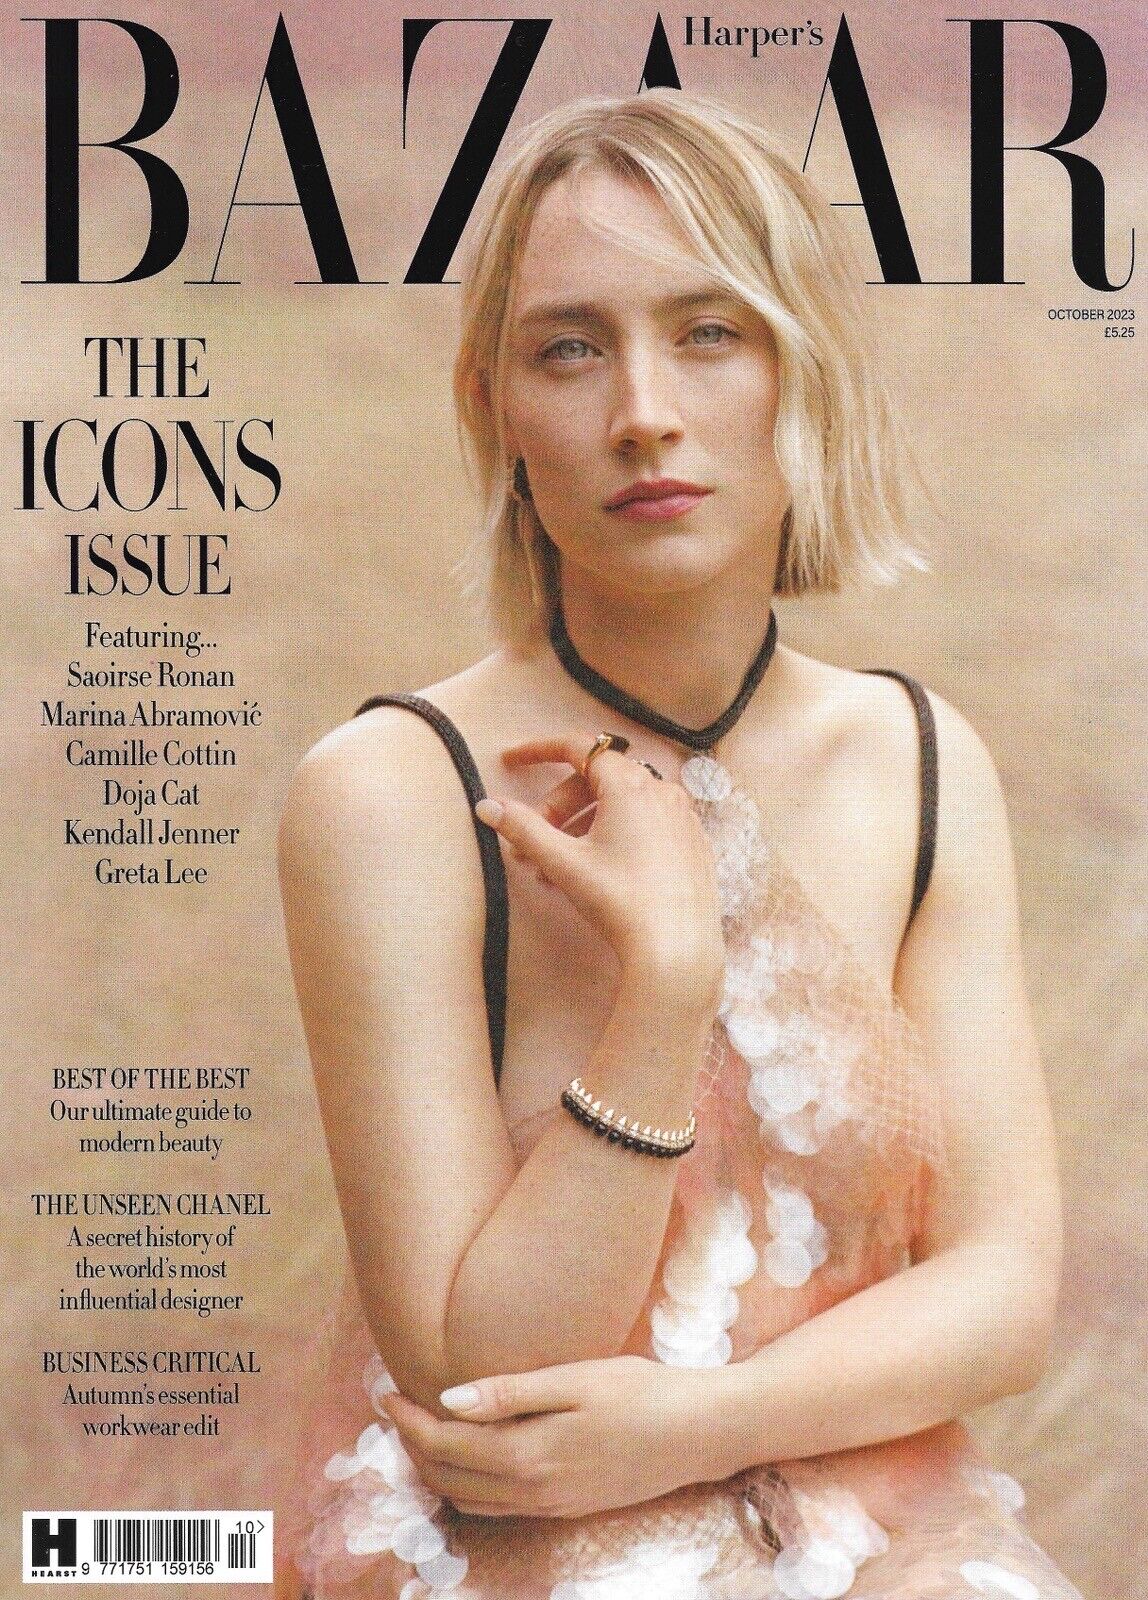 Harper's
BAZAAR
OCTOBER 2023
£5.25
THE
ICONS
ISSUE
Featuring...
Saoirse Ronan
Marina Abramović
Camille Cottin
Doja Cat
Kendall Jenner
Greta Lee
BEST OF THE BEST
Our ultimate guide to
modern beauty
THE UNSEEN CHANEL
A secret history of
the world's most
influential designer
BUSINESS CRITICAL
Autumn's essential
workwear edit
H
HEARST
10>
9 771751 159156